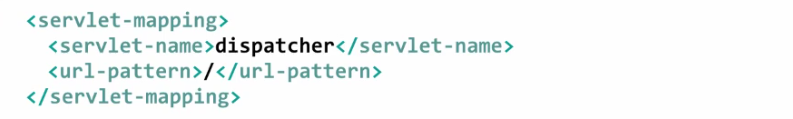 <servlet-mapping>
<servlet-name>dispatcher</servlet-name>
<url-pattern>/</url-pattern>
</servlet-mapping>